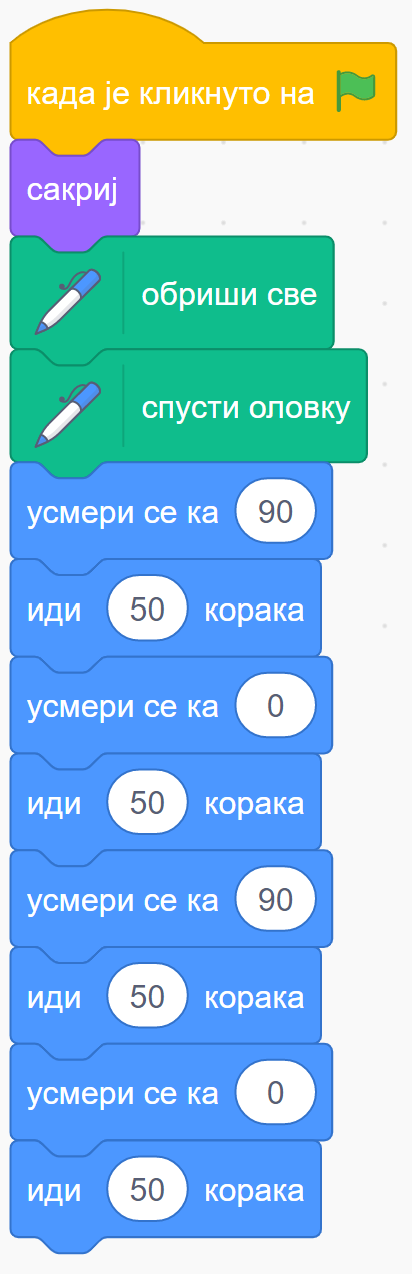 када је кликнуто на
сакриј
обриши све
спусти оловку
усмери се ка 90
иди 50 корака
усмери се ка 0
иди 50 корака
усмери се ка 90
иди 50 корака
усмери се ка 0
иди 50 корака